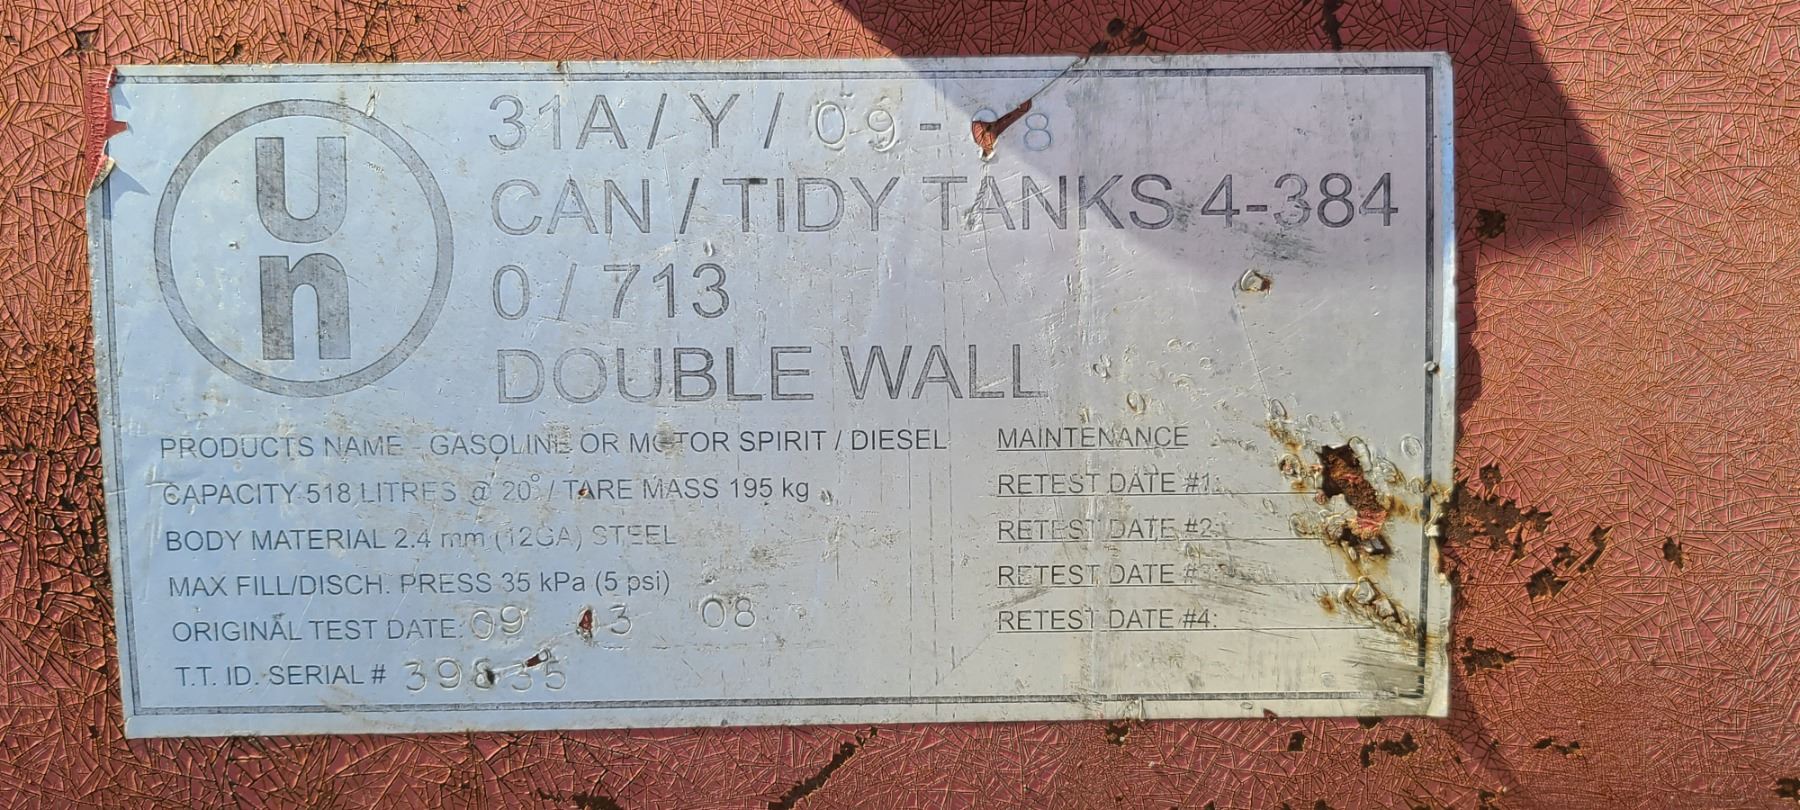 un
31A / Y / 09 - 08
CAN / TIDY TANKS 4-384
0 / 713
DOUBLE WALL
PRODUCTS NAME - GASOLINE OR MOTOR SPIRIT / DIESEL
CAPACITY 518 LITRES @ 20° / TARE MASS 195 kg
BODY MATERIAL 2.4 mm (12GA) STEEL
MAX FILL/DISCH. PRESS 35 kPa (5 psi)
ORIGINAL TEST DATE: 09 13 08
T.T. ID. SERIAL #
MAINTENANCE
RETEST DATE #1:
RETEST DATE #2:
RETEST DATE #3:
RETEST DATE #4: